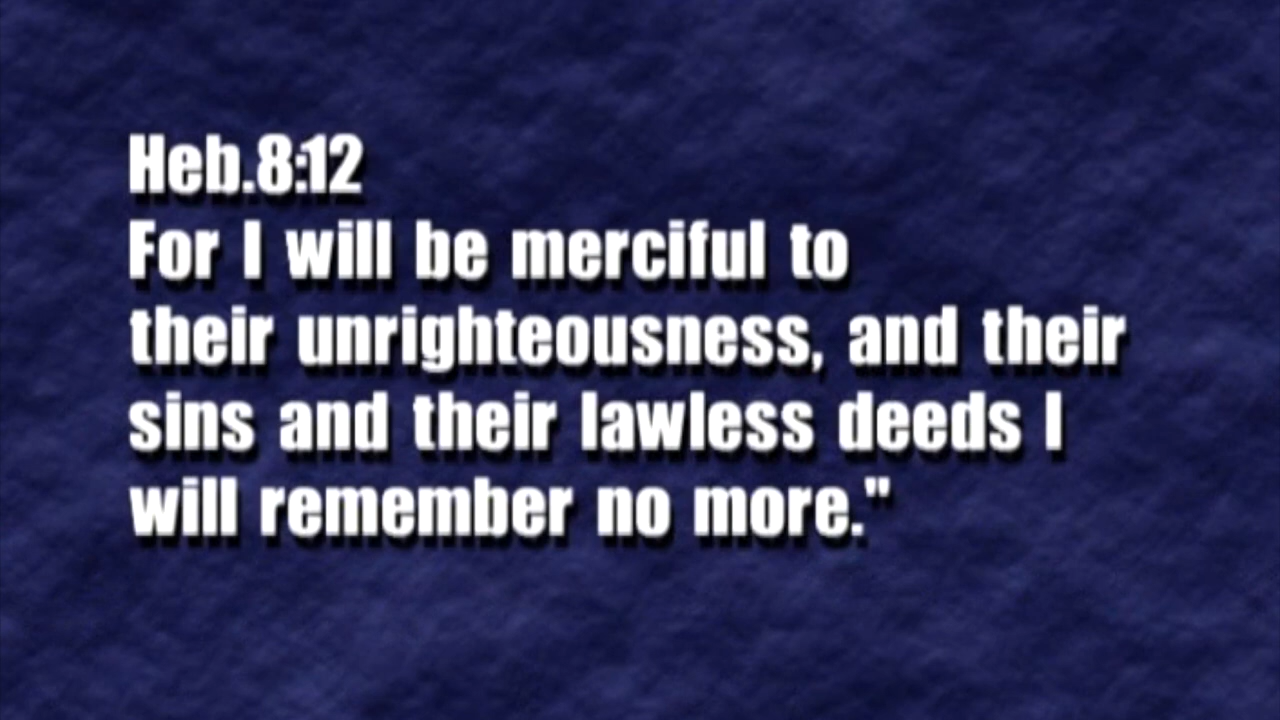 Heb.8:12
For I will be merciful to
their unrighteousness, and their
sins and their lawless deeds I
will remember no more."